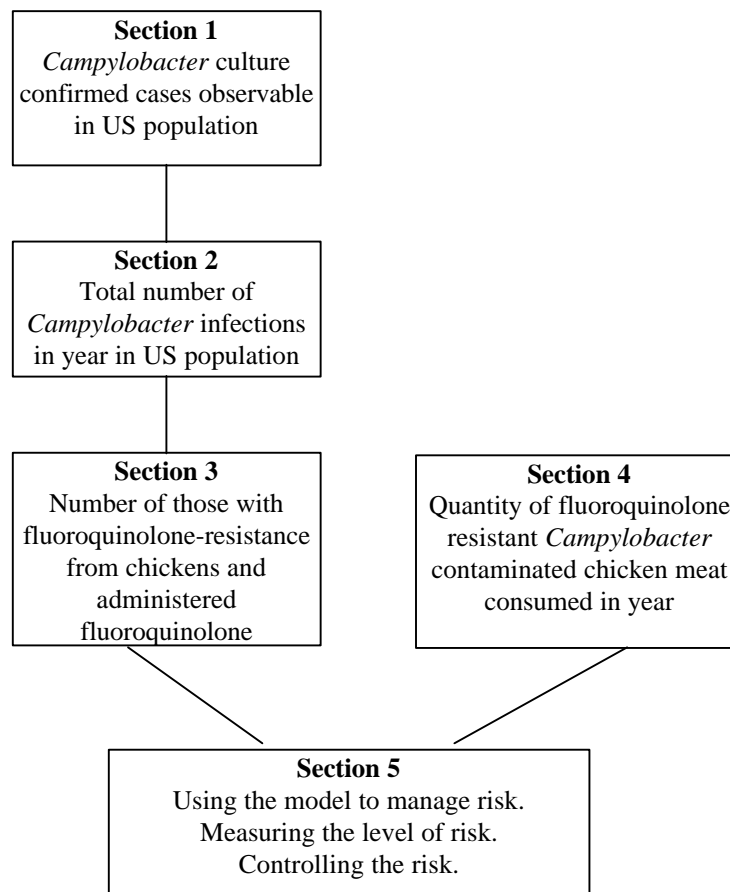 Section 1
Campylobacter culture
confirmed cases observable
in US population
Section 2
Total number of
Campylobacter infections
in year in US population
Section 3
Number of those with
fluoroquinolone-resistance
from chickens and
administered
fluoroquinolone
Section 4
Quantity of fluoroquinolone
resistant Campylobacter
contaminated chicken meat
consumed in year
Section 5
Using the model to manage risk.
Measuring the level of risk.
Controlling the risk.